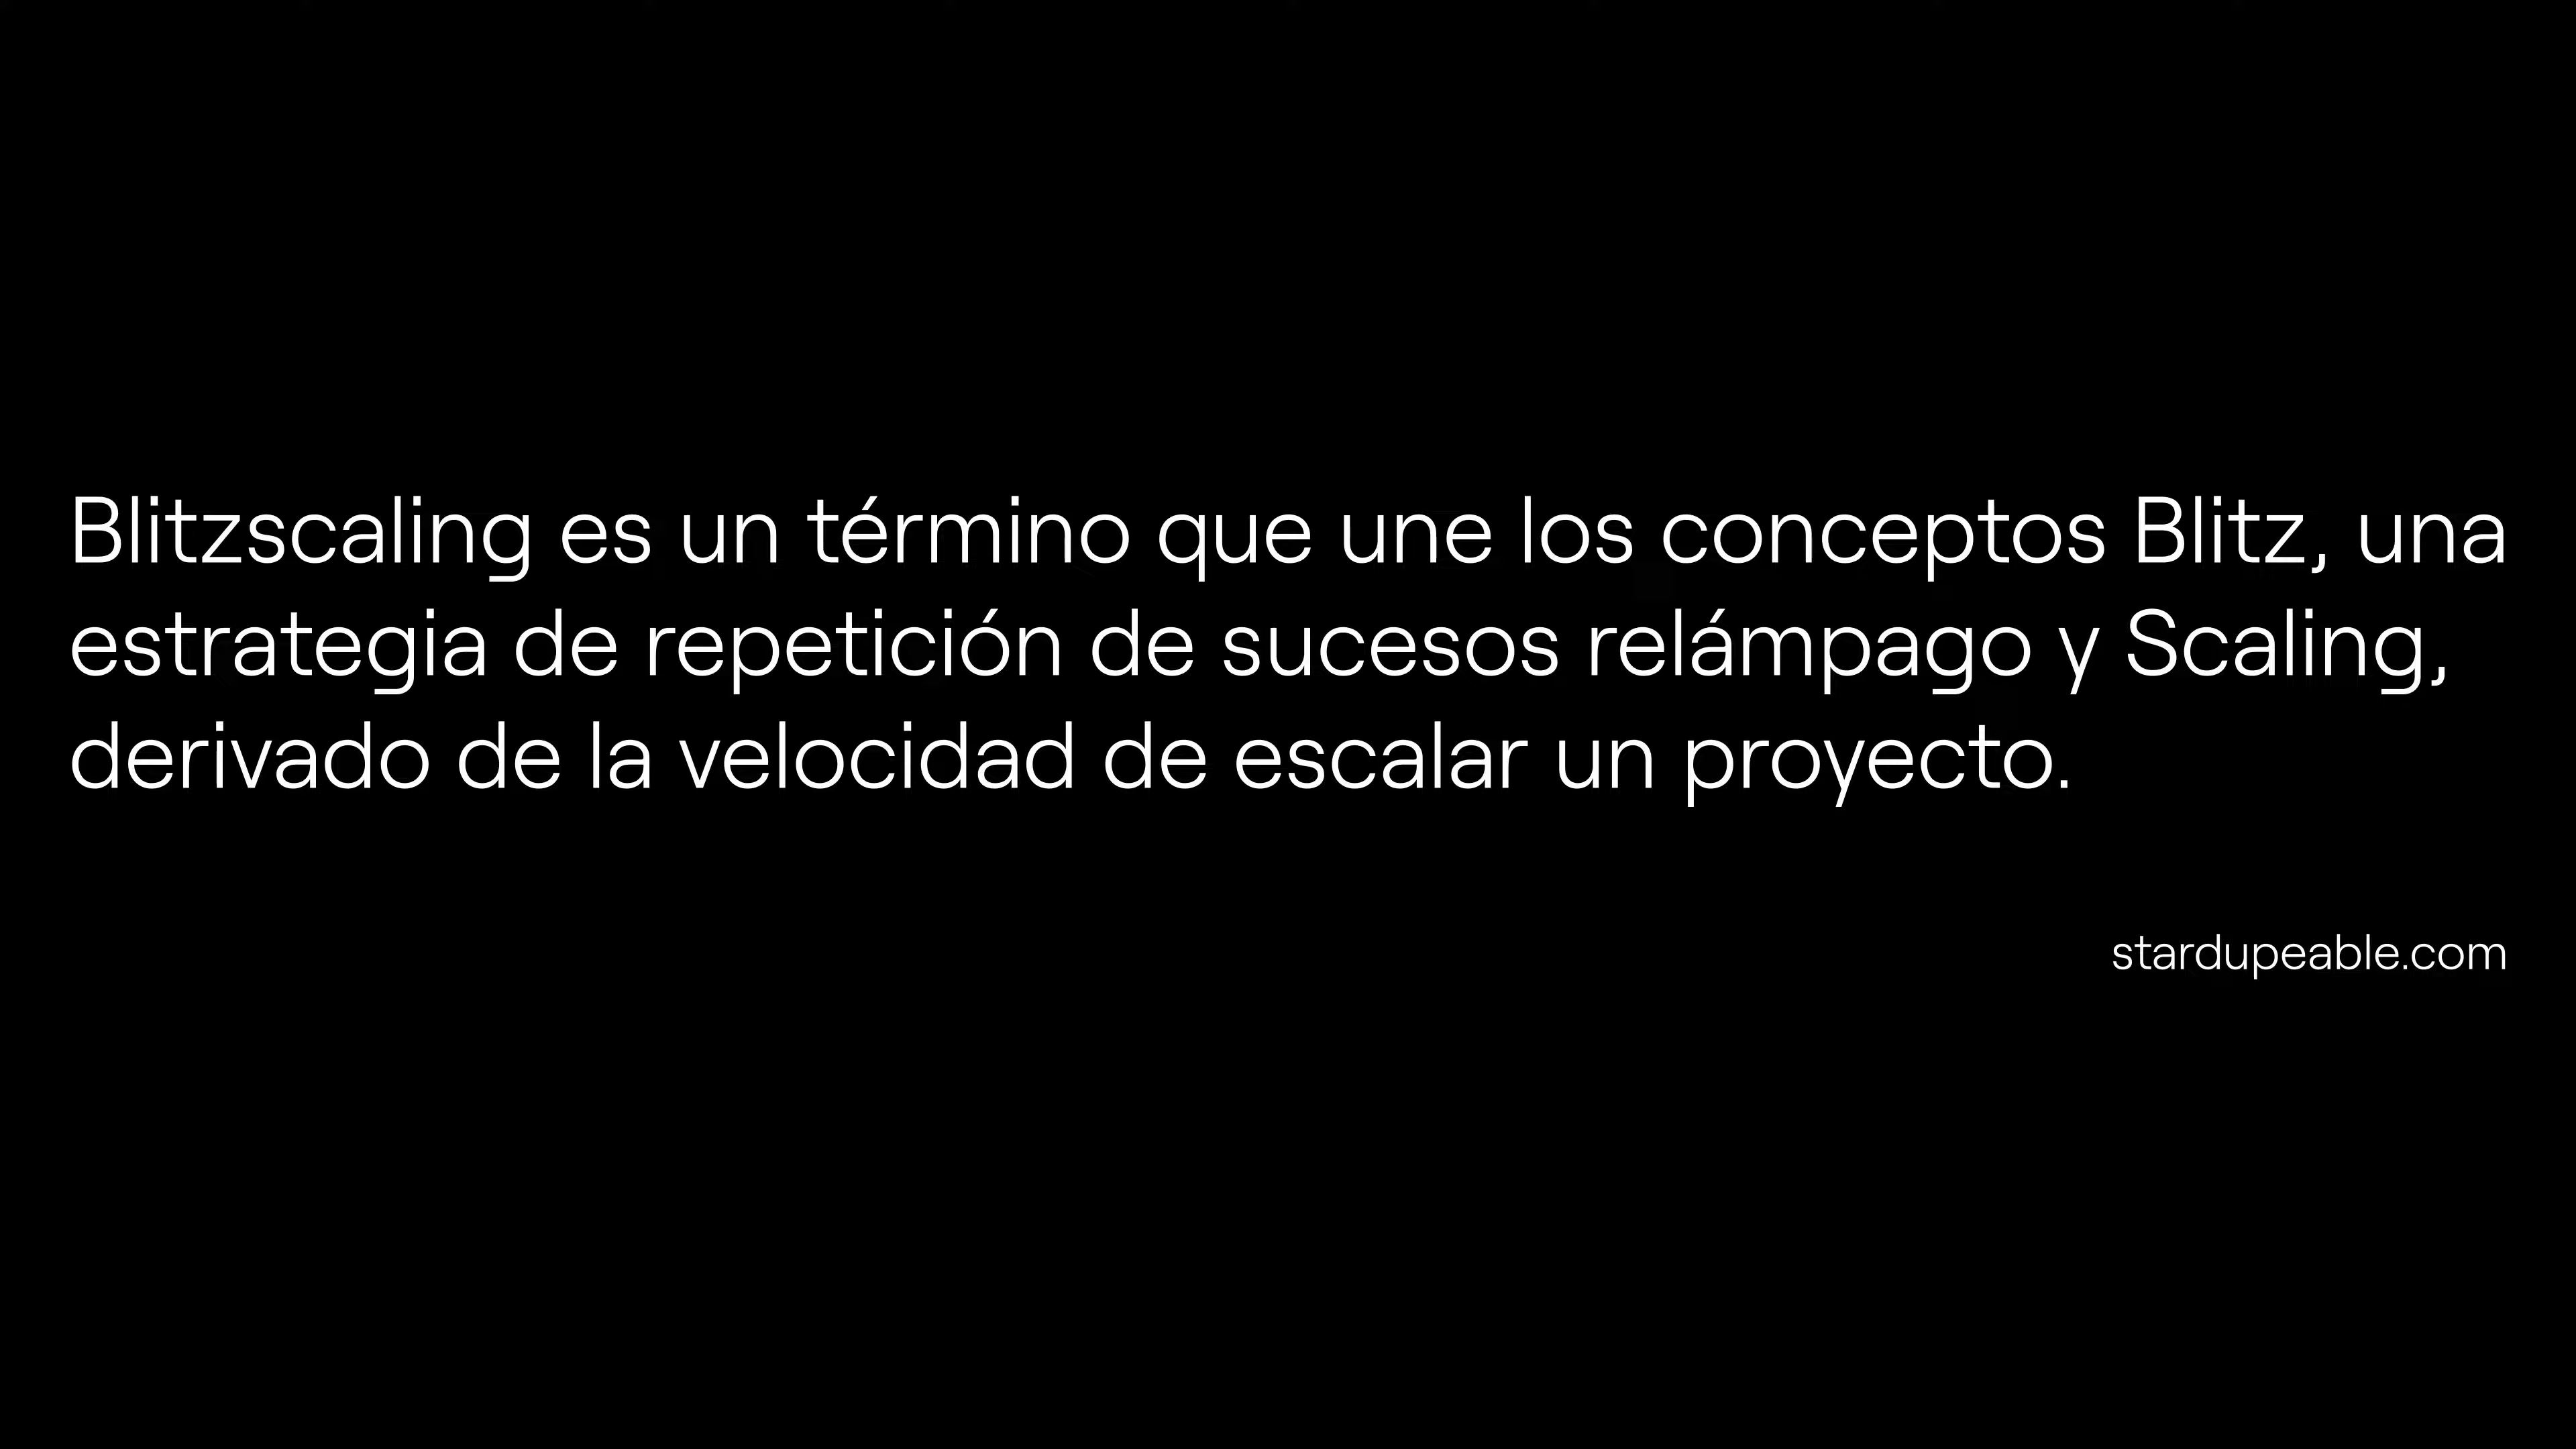 Blitzscaling es un término que une los conceptos Blitz, una
estrategia de repetición de sucesos relámpago y Scaling,
derivado de la velocidad de escalar un proyecto.
stardupeable.com